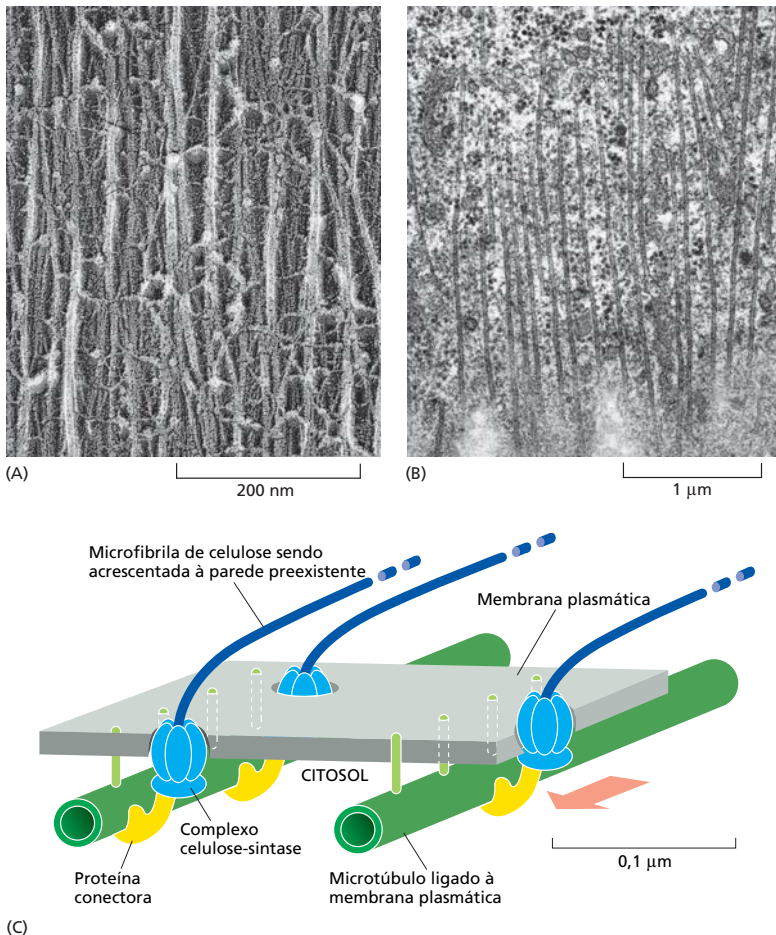 (A)
200 nm
(B)
1 μm
Microfibrila de celulose sendo
acrescentada à parede preexistente
Membrana plasmática
CITOSOL
Complexo
celulose-sintase
0,1 μm
Proteína
conectora
Microtúbulo ligado à
membrana plasmática
(C)